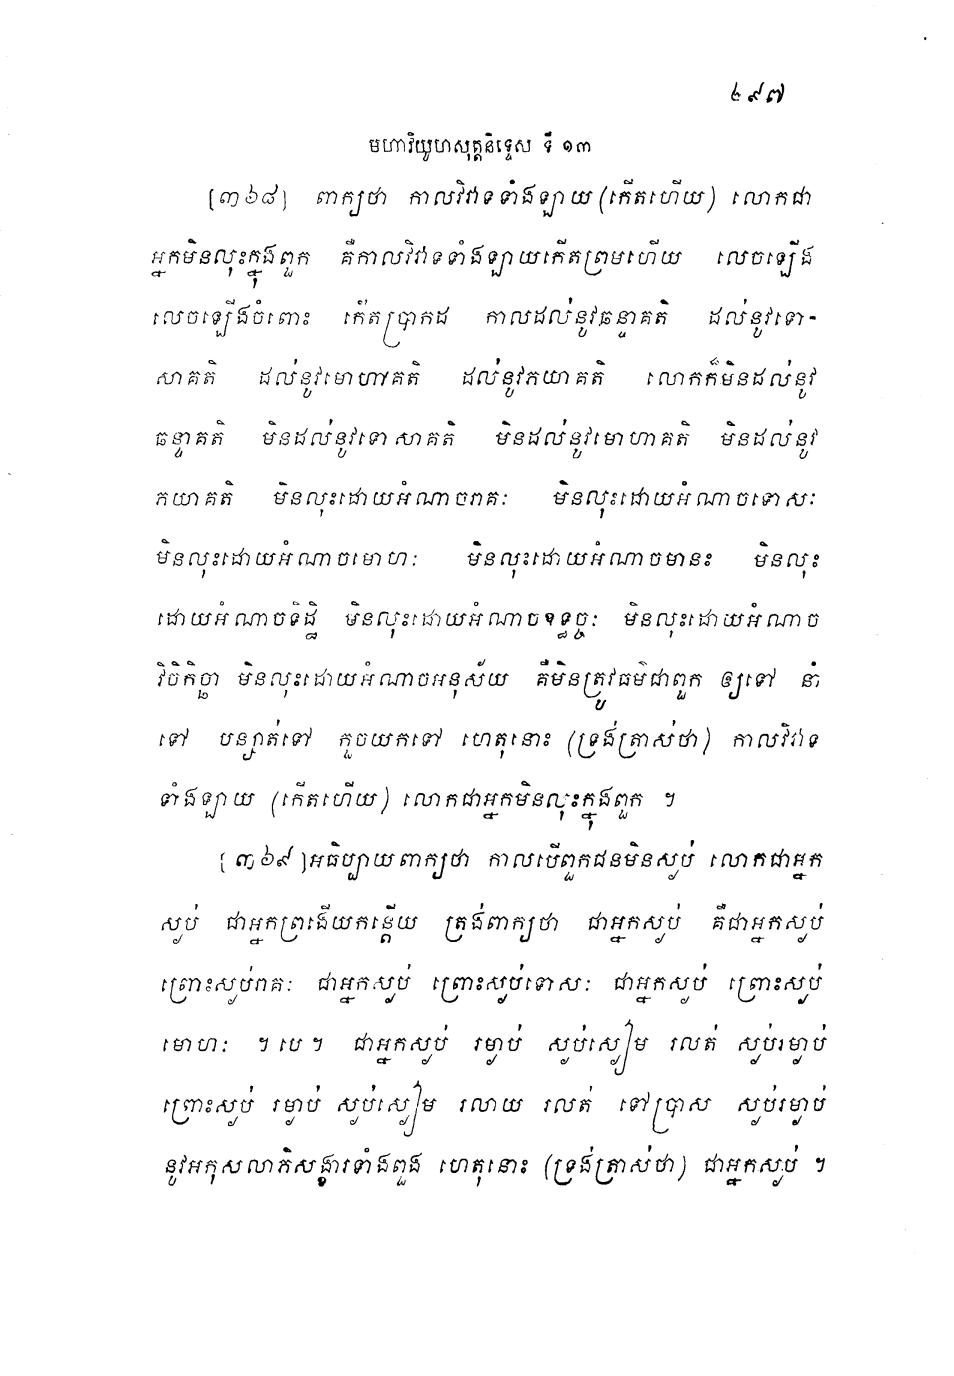 ៤៩៧
មហាវិយូហសុត្តនិទ្ទេស ទី ១៣
[៣៦៨] ពាក្យថា កាលវិវាទទាំងឡាយ (កើតហើយ) លោកជា
អ្នកមិនលុះក្នុងពួក គឺកាលវិវាទទាំងឡាយកើតព្រមហើយ លេចឡើង
លេចឡើងចំពោះ កើតប្រាកដ កាលដល់នូវឆន្ទាគតិ ដល់នូវទោ-
សាគតិ ដល់នូវមោហាគតិ ដល់នូវភយាគតិ លោកក៏មិនដល់នូវ
ឆន្ទាគតិ មិនដល់នូវទោសាគតិ មិនដល់នូវមោហាគតិ មិនដល់នូវ
ភយាគតិ មិនលុះដោយអំណាចរាគៈ មិនលុះដោយអំណាចទោសៈ
មិនលុះដោយអំណាចមោហៈ មិនលុះដោយអំណាចមានះ មិនលុះ
ដោយអំណាចទិដ្ឋិ មិនលុះដោយអំណាចឧទ្ធច្ចៈ មិនលុះដោយអំណាច
វិចិកិច្ឆា មិនលុះដោយអំណាចអនុស័យ គឺមិនត្រូវធម៌ជាពួក ឲ្យទៅ នាំ
ទៅ បន្សាត់ទៅ កួចយកទៅ ហេតុនោះ (ទ្រង់ត្រាស់ថា) កាលវិវាទ
ទាំងឡាយ (កើតហើយ) លោកជាអ្នកមិនលុះក្នុងពួក ។
[៣៦៩] អធិប្បាយពាក្យថា កាលបើពួកជនមិនស្ងប់ លោកជាអ្នក
ស្ងប់ ជាអ្នកព្រងើយកន្តើយ ត្រង់ពាក្យថា ជាអ្នកស្ងប់ គឺជាអ្នកស្ងប់
ព្រោះស្ងប់រាគៈ ជាអ្នកស្ងប់ ព្រោះស្ងប់ទោសៈ ជាអ្នកស្ងប់ ព្រោះស្ងប់
មោហៈ ។ បេ ។ ជាអ្នកស្ងប់ រម្ងាប់ ស្ងប់ស្ងៀម រលត់ ស្ងប់រម្ងាប់
ព្រោះស្ងប់ រម្ងាប់ ស្ងប់ស្ងៀម រលាយ រលត់ ទៅប្រាស ស្ងប់រម្ងាប់
នូវអកុសលាភិសង្ខារទាំងពួង ហេតុនោះ (ទ្រង់ត្រាស់ថា) ជាអ្នកស្ងប់ ។